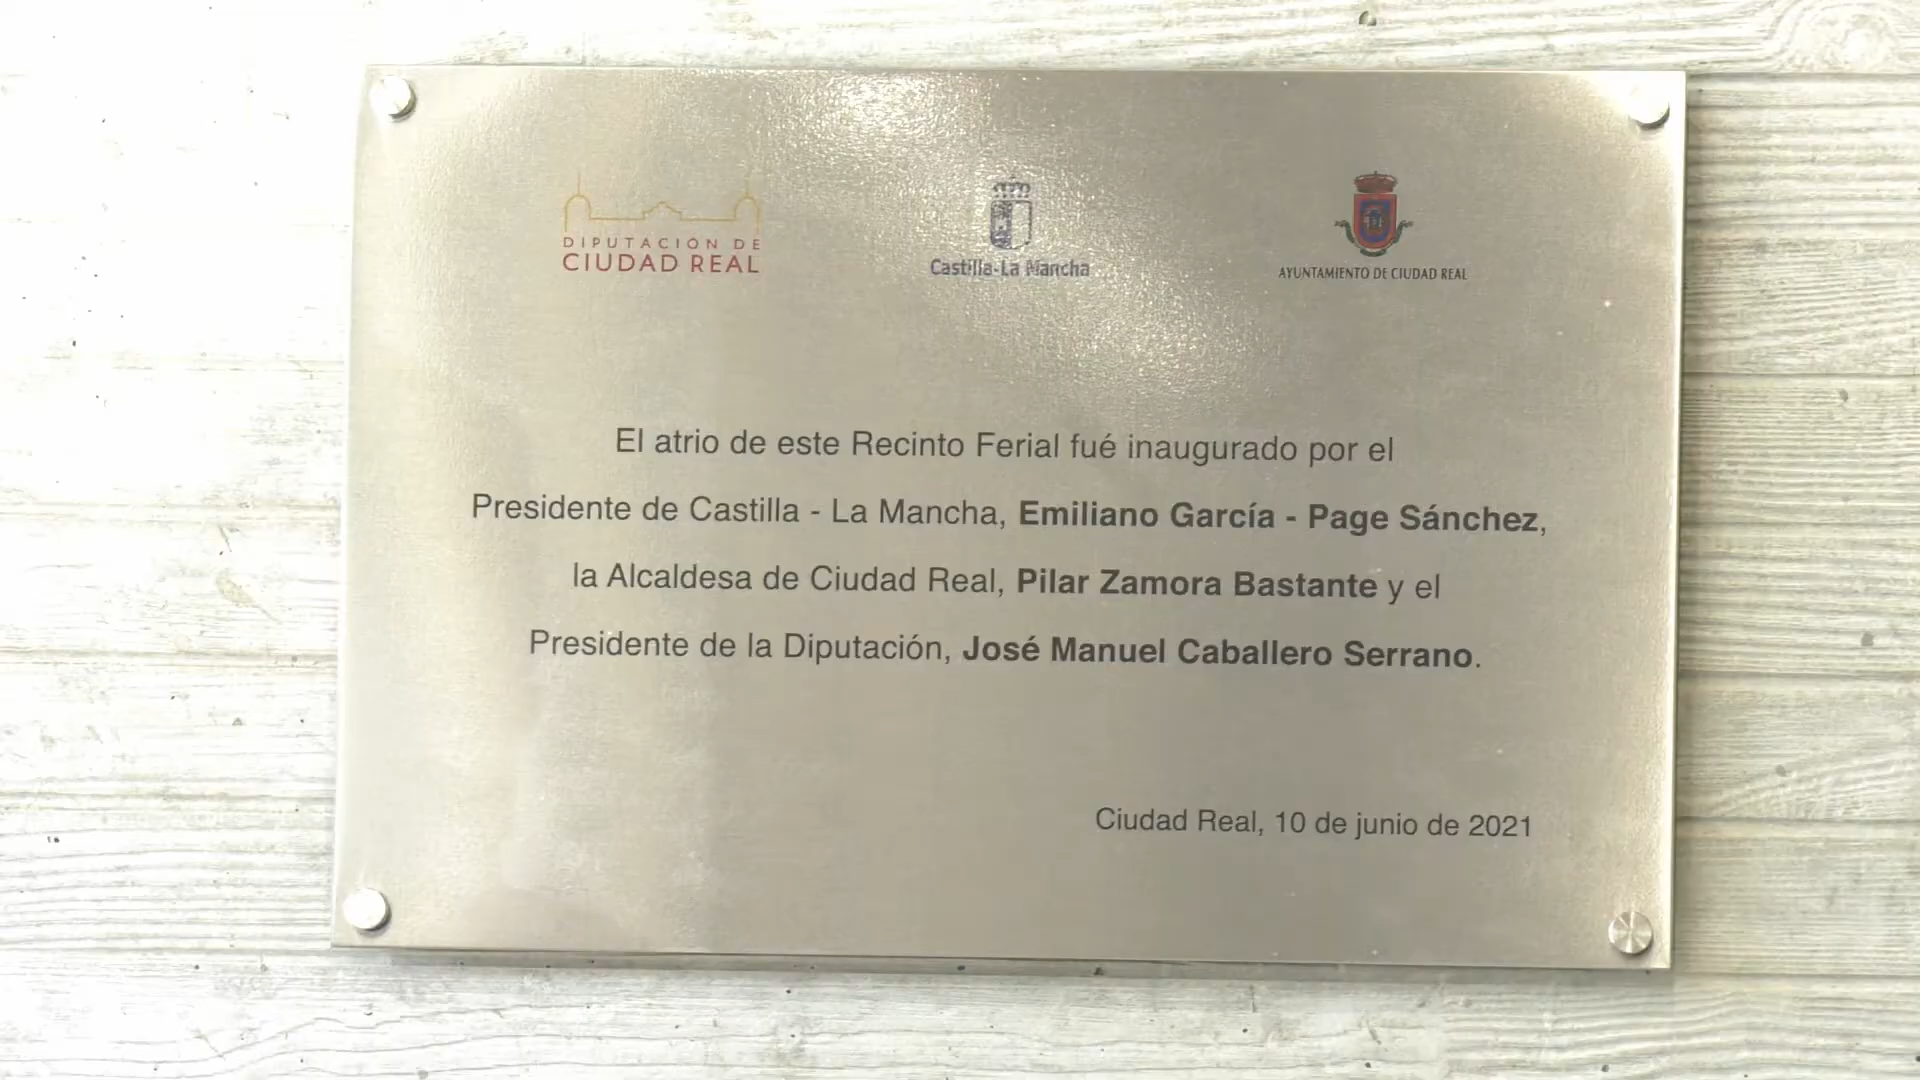 DIPUTACIÓN DE
CIUDAD REAL
Castilla-La Mancha
AYUNTAMIENTO DE CIUDAD REAL
El atrio de este Recinto Ferial fué inaugurado por el
Presidente de Castilla - La Mancha, Emiliano García - Page Sánchez,
la Alcaldesa de Ciudad Real, Pilar Zamora Bastante y el
Presidente de la Diputación, José Manuel Caballero Serrano.
Ciudad Real, 10 de junio de 2021